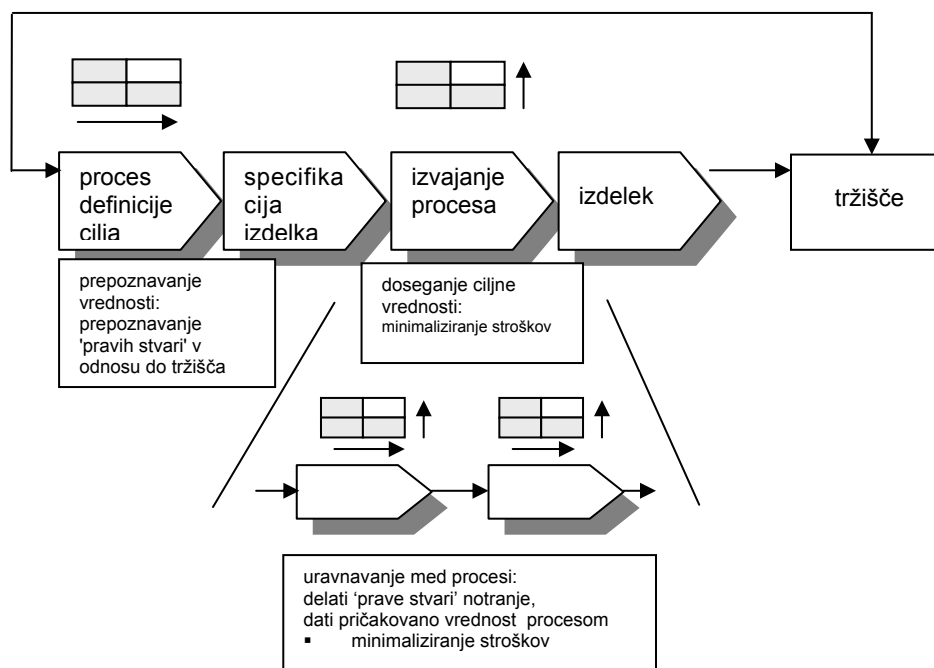 proces
definicije
cilia
specifika
cija
izdelka
izvajanje
procesa
izdelek
tržišče
prepoznavanje
vrednosti:
prepoznavanje
'pravih stvari' v
odnosu do tržišča
doseganje ciljne
vrednosti:
minimaliziranje stroškov
uravnavanje med procesi:
delati ‘prave stvari’ notranje,
dati pričakovano vrednost procesom
▪ minimaliziranje stroškov